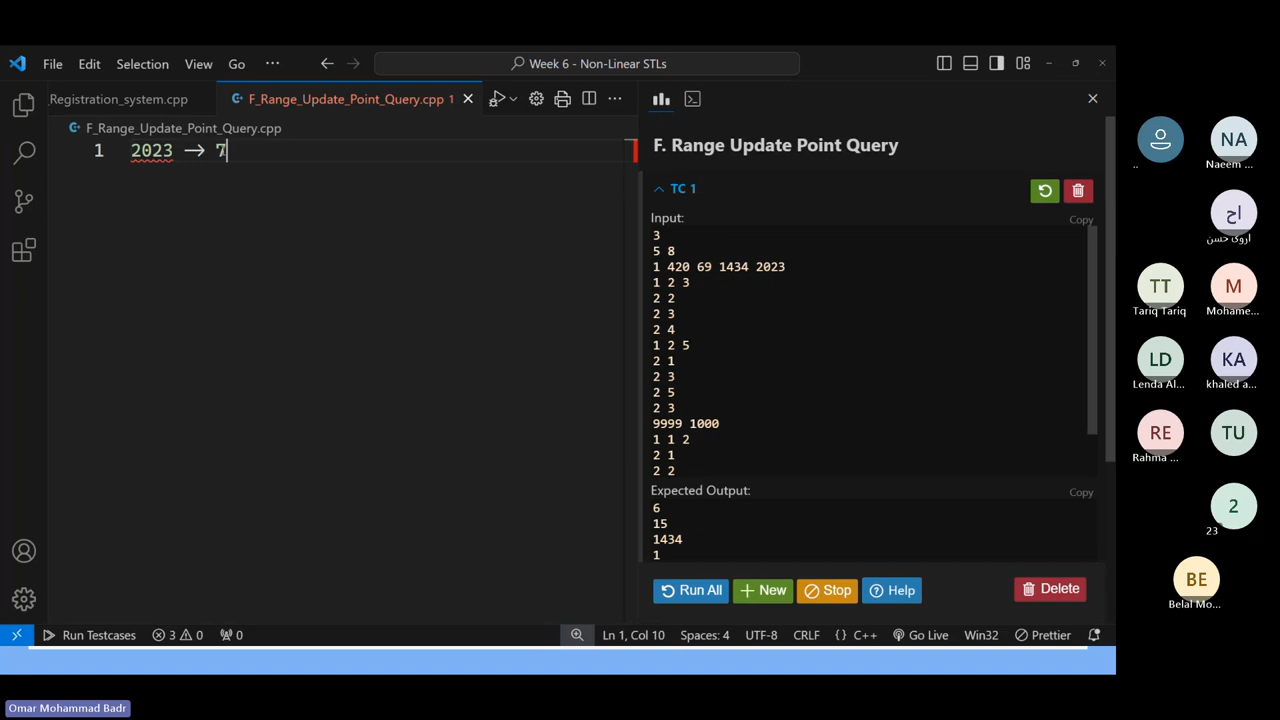 File Edit Selection View Go ··· Week 6 - Non-Linear STLs
Registration_system.cpp F_Range_Update_Point_Query.cpp 1
F_Range_Update_Point_Query.cpp
1 2023 -> 7
F. Range Update Point Query
TC 1
Input:
Copy
3
5 8
1 420 69 1434 2023
1 2 3
2 2
2 3
2 4
1 2 5
2 1
2 3
2 5
2 3
9999 1000
1 1 2
2 1
2 2
Expected Output:
Copy
6
15
1434
1
Run All New Stop Help Delete
Run Testcases 3 0 0 Ln 1, Col 10 Spaces: 4 UTF-8 CRLF {} C++ Go Live Win32 Prettier
..
NA
Naeem ...
اح
اروى حسن
TT
Tariq Tariq
M
Mohame...
LD
Lenda Al...
KA
khaled a...
RE
Rahma ...
TU
2
23
BE
Belal Mo...
Omar Mohammad Badr